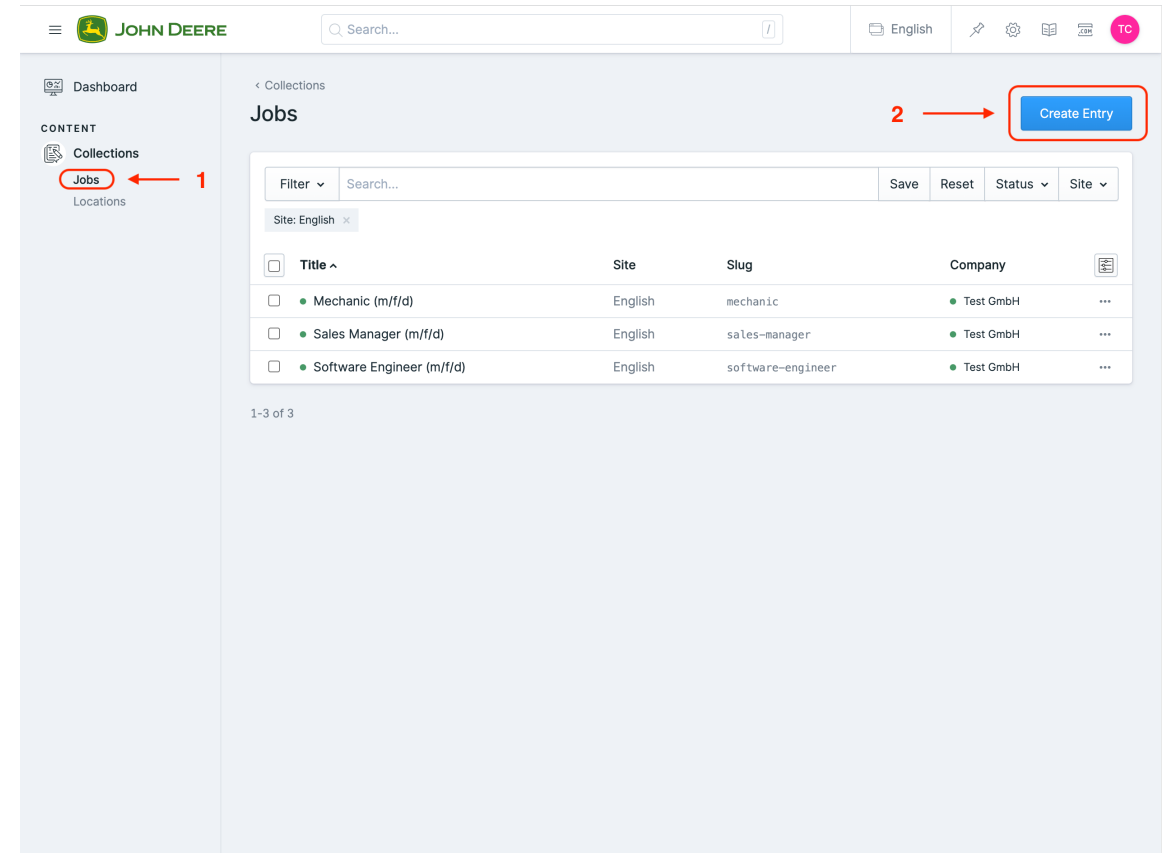 JOHN DEERE
Search...
/
English
.COM
TC
Dashboard
CONTENT
Collections
Jobs
1
Locations
‹ Collections
Jobs
2
Create Entry
Filter
Search...
Save
Reset
Status
Site
Site: English ×
Title
Site
Slug
Company
Mechanic (m/f/d)
English
mechanic
Test GmbH
Sales Manager (m/f/d)
English
sales-manager
Test GmbH
Software Engineer (m/f/d)
English
software-engineer
Test GmbH
1-3 of 3